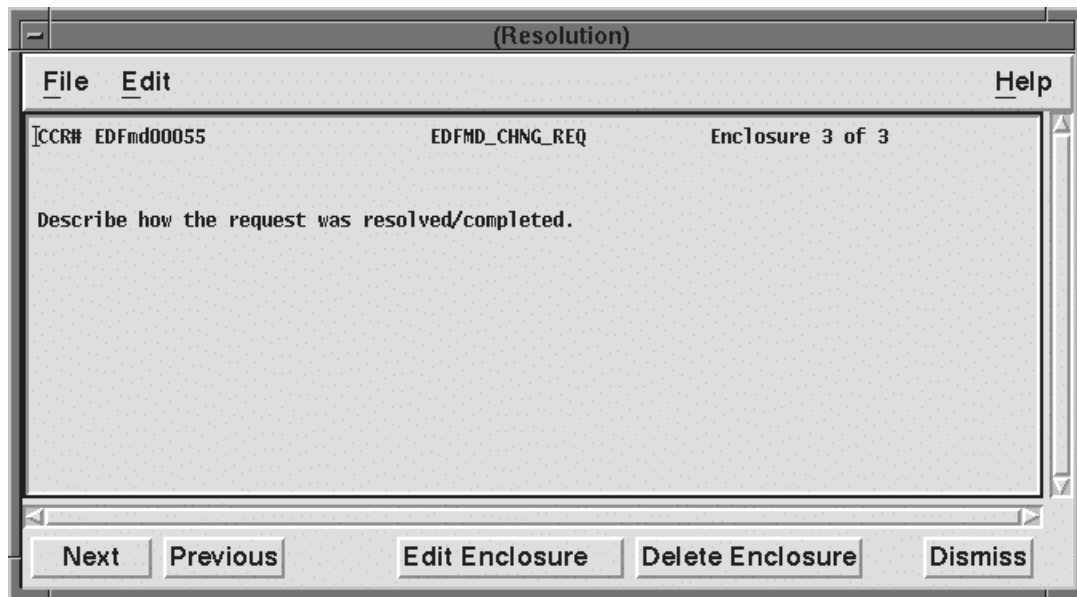 (Resolution)
File Edit Help
CCR# EDFmd00055 EDFMD_CHNG_REQ Enclosure 3 of 3
Describe how the request was resolved/completed.
Next Previous Edit Enclosure Delete Enclosure Dismiss